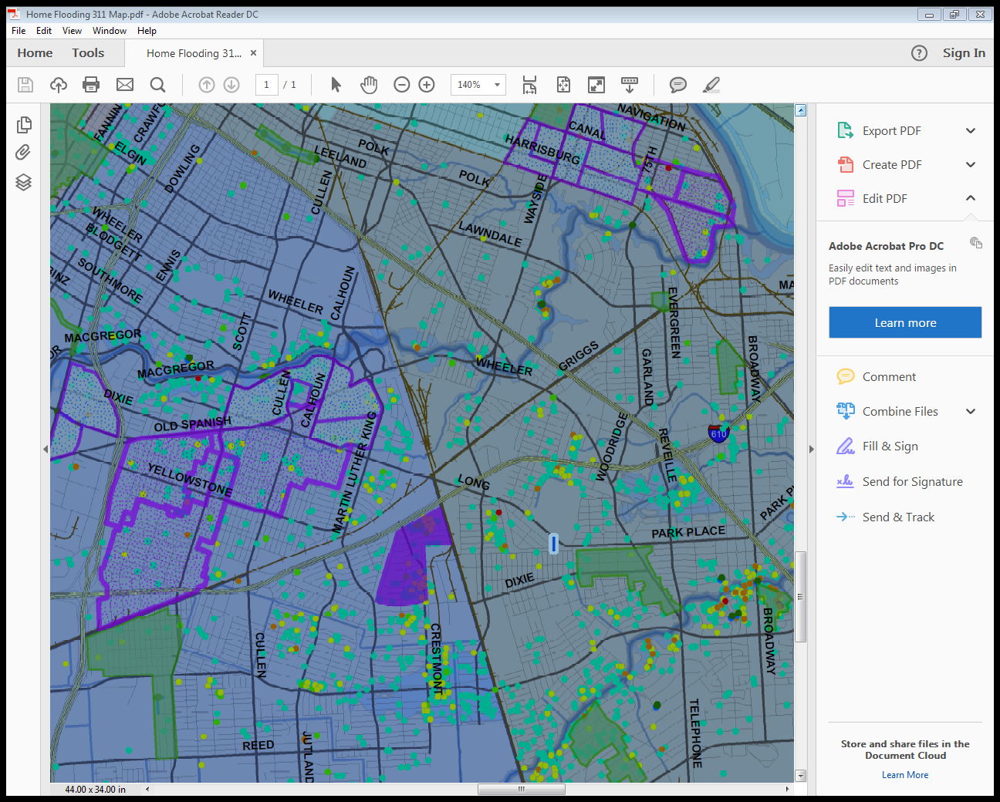 Home Flooding 311 Map.pdf - Adobe Acrobat Reader DC
File Edit View Window Help
Home Tools Home Flooding 31... × ? Sign In
1 / 1 140%
Export PDF
Create PDF
Edit PDF
Adobe Acrobat Pro DC
Easily edit text and images in
PDF documents
Learn more
Comment
Combine Files
Fill & Sign
Send for Signature
Send & Track
Store and share files in the
Document Cloud
Learn More
FANNIN
CRAWFO
ELGIN
DOWLING
LEELAND
POLK
CULLEN
POLK
WAYSIDE
LAWNDALE
HARRISBURG
CANAL
NAVIGATION
75TH
WHEELER
BLODGETT
SOUTHMORE
ENNIS
BINZ
WHEELER
CALHOUN
SCOTT
MACGREGOR
MACGREGOR
OR
DIXIE
OLD SPANISH
CULLEN
CALHOUN
YELLOWSTONE
MARTIN LUTHER KING
WHEELER
GRIGGS
GARLAND
EVERGREEN
BROADWAY
MA
610
WOODRIDGE
REVEILLE
LONG
PARK PLACE
PARK PL
DIXIE
CRESTMONT
CULLEN
REED
JUTLAND
TELEPHONE
BROADWAY
44.00 x 34.00 in